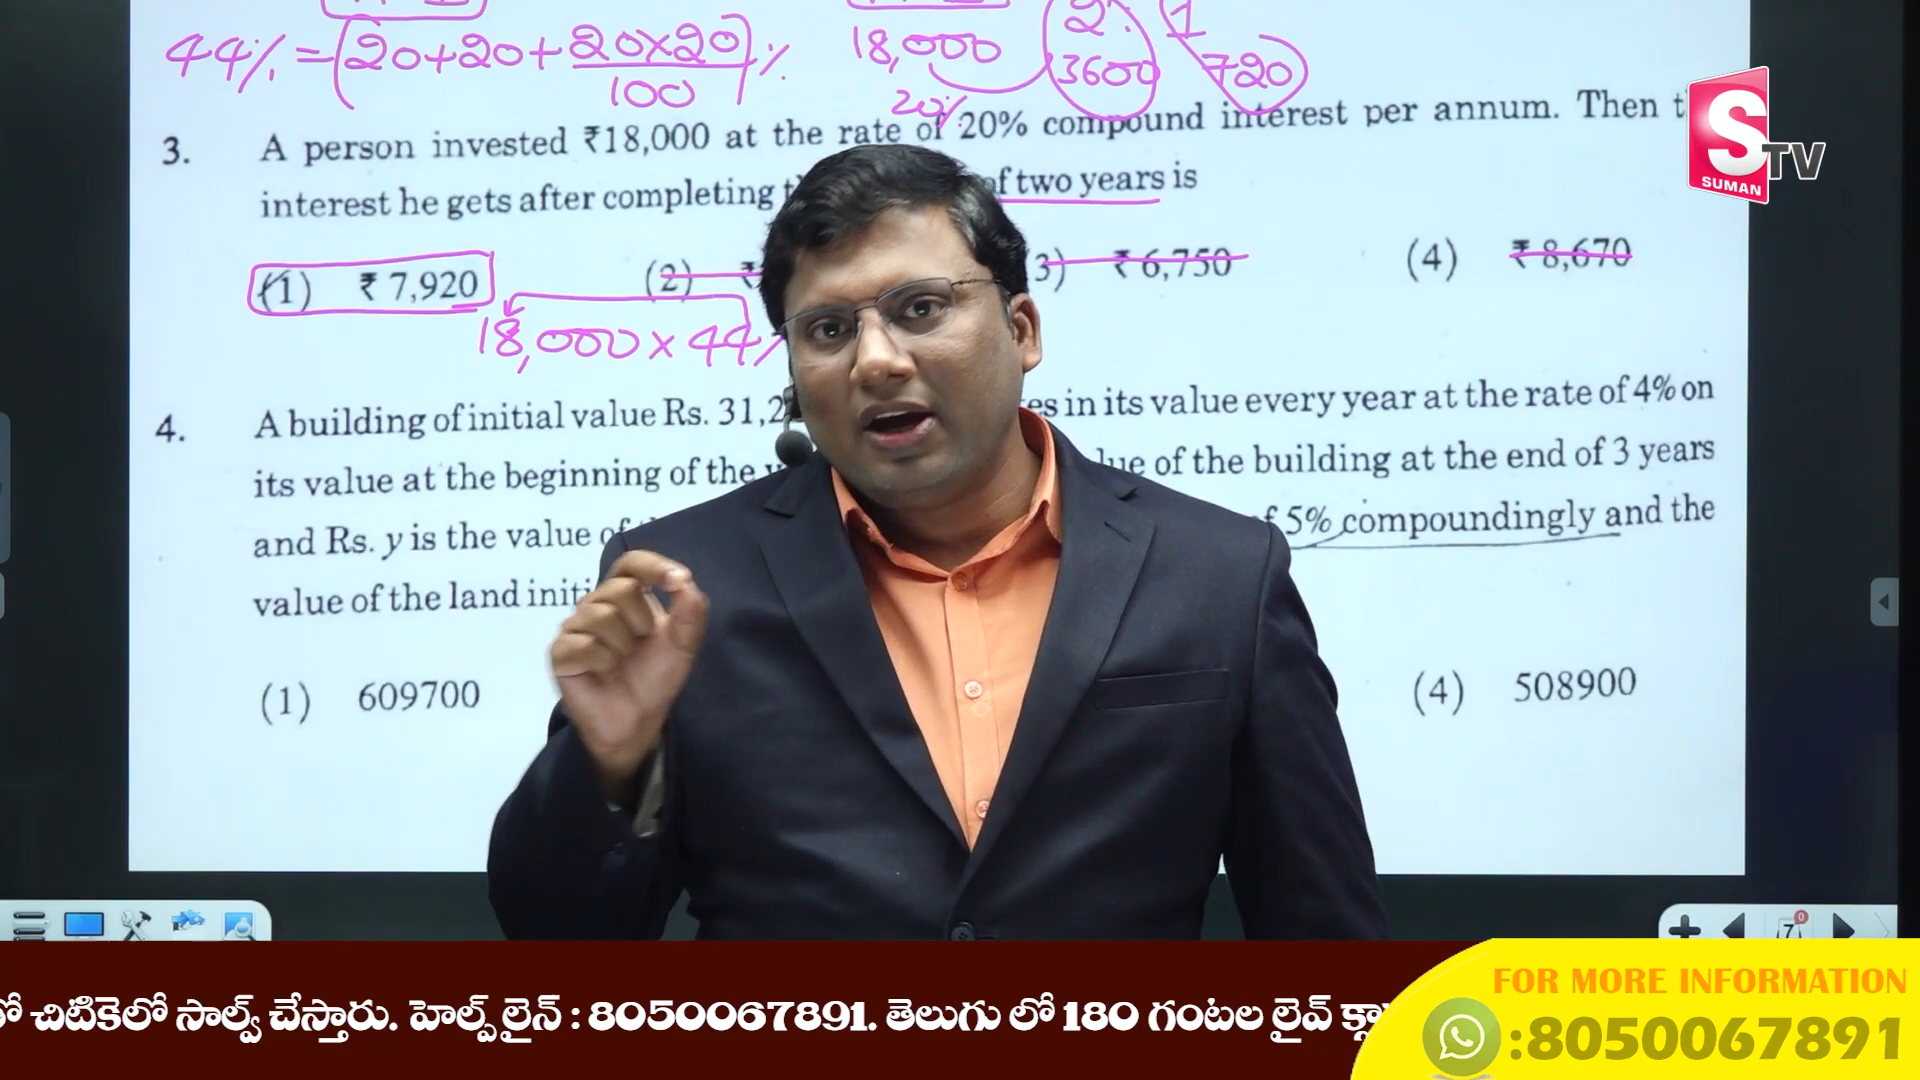 44% = (20+20+20×20/100)%
18,000 2 1
3600 720
20%
3. A person invested ₹18,000 at the rate of 20% compound interest per annum. Then
interest he gets after completing of two years is
(1) ₹ 7,920 (2) 3) ₹ 6,750 (4) ₹ 8,670
18,000 × 44%
4. A building of initial value Rs. 31,2 in its value every year at the rate of 4% on
its value at the beginning of the of the building at the end of 3 years
and Rs. y is the value of 5% compoundingly and the
value of the land
(1) 609700 (4) 508900
S TV
SUMAN
7 0
చిటికెలో సాల్వ్ చేస్తారు. హెల్ప్ లైన్ : 8050067891. తెలుగు లో 180 గంటల లైవ్
FOR MORE INFORMATION
:8050067891